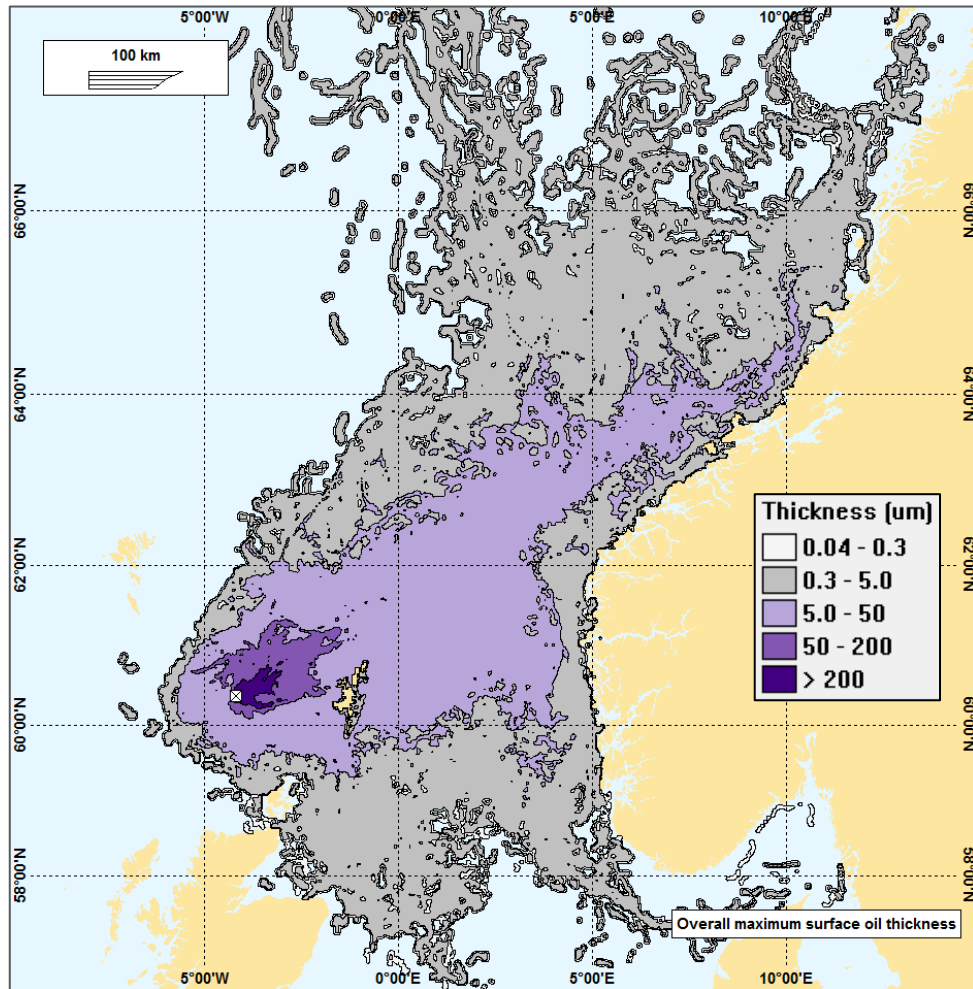 5°00'W 0°00'E 5°00'E 10°00'E
100 km
66°00'N 66°00'N
64°00'N 64°00'N
Thickness (um)
0.04 - 0.3
0.3 - 5.0
5.0 - 50
50 - 200
> 200
62°00'N 62°00'N
60°00'N 60°00'N
58°00'N 58°00'N
Overall maximum surface oil thickness
5°00'W 0°00'E 5°00'E 10°00'E